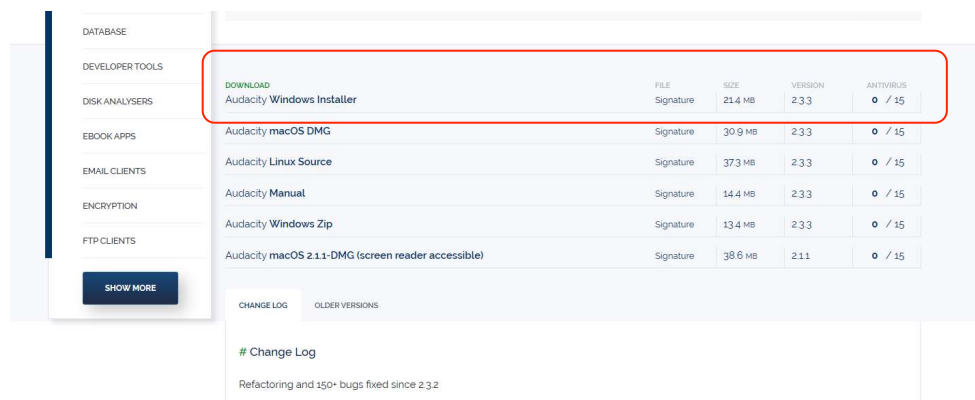 DATABASE
DEVELOPER TOOLS
DISK ANALYSERS
EBOOK APPS
EMAIL CLIENTS
ENCRYPTION
FTP CLIENTS
SHOW MORE
DOWNLOAD FILE SIZE VERSION ANTIVIRUS
Audacity Windows Installer Signature 21.4 MB 2.3.3 0 / 15
Audacity macOS DMG Signature 30.9 MB 2.3.3 0 / 15
Audacity Linux Source Signature 37.3 MB 2.3.3 0 / 15
Audacity Manual Signature 14.4 MB 2.3.3 0 / 15
Audacity Windows Zip Signature 13.4 MB 2.3.3 0 / 15
Audacity macOS 2.1.1-DMG (screen reader accessible) Signature 38.6 MB 2.1.1 0 / 15
CHANGE LOG OLDER VERSIONS
# Change Log
Refactoring and 150+ bugs fixed since 2.3.2